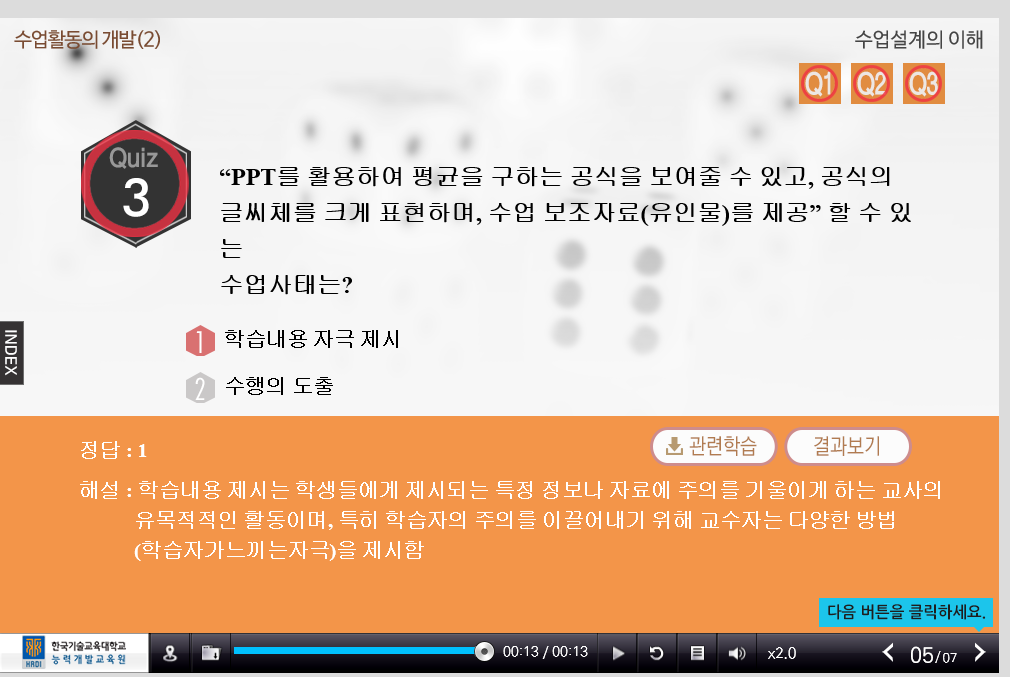 수업활동의 개발(2)
수업설계의 이해
Q1 Q2 Q3
Quiz
3
“PPT를 활용하여 평균을 구하는 공식을 보여줄 수 있고, 공식의
글씨체를 크게 표현하며, 수업 보조자료(유인물)를 제공” 할 수 있
는
수업사태는?
INDEX
1 학습내용 자극 제시
2 수행의 도출
정답 : 1
관련학습
결과보기
해설 : 학습내용 제시는 학생들에게 제시되는 특정 정보나 자료에 주의를 기울이게 하는 교사의
유목적적인 활동이며, 특히 학습자의 주의를 이끌어내기 위해 교수자는 다양한 방법
(학습자가느끼는자극)을 제시함
다음 버튼을 클릭하세요.
HRDI
한국기술교육대학교
능력개발교육원
00:13 / 00:13
x2.0
05/07